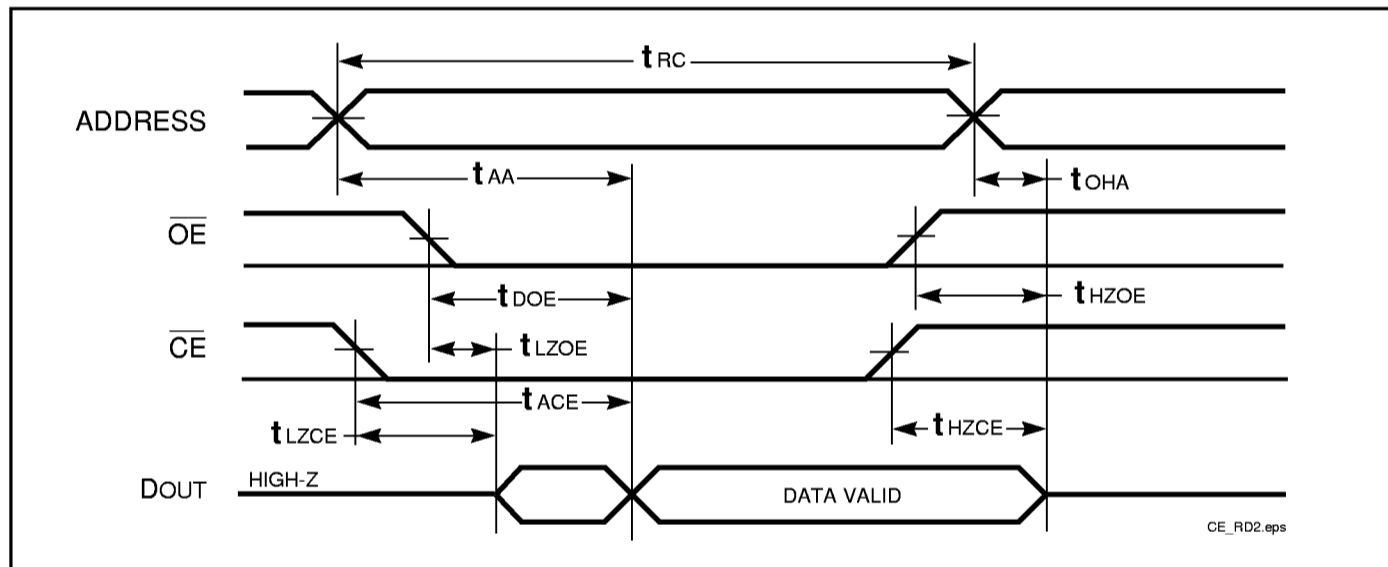 tRC
ADDRESS
tAA
tOHA
OE
tDOE
tHZOE
CE
tLZOE
tACE
tLZCE
tHZCE
DOUT
HIGH-Z
DATA VALID
CE_RD2.eps